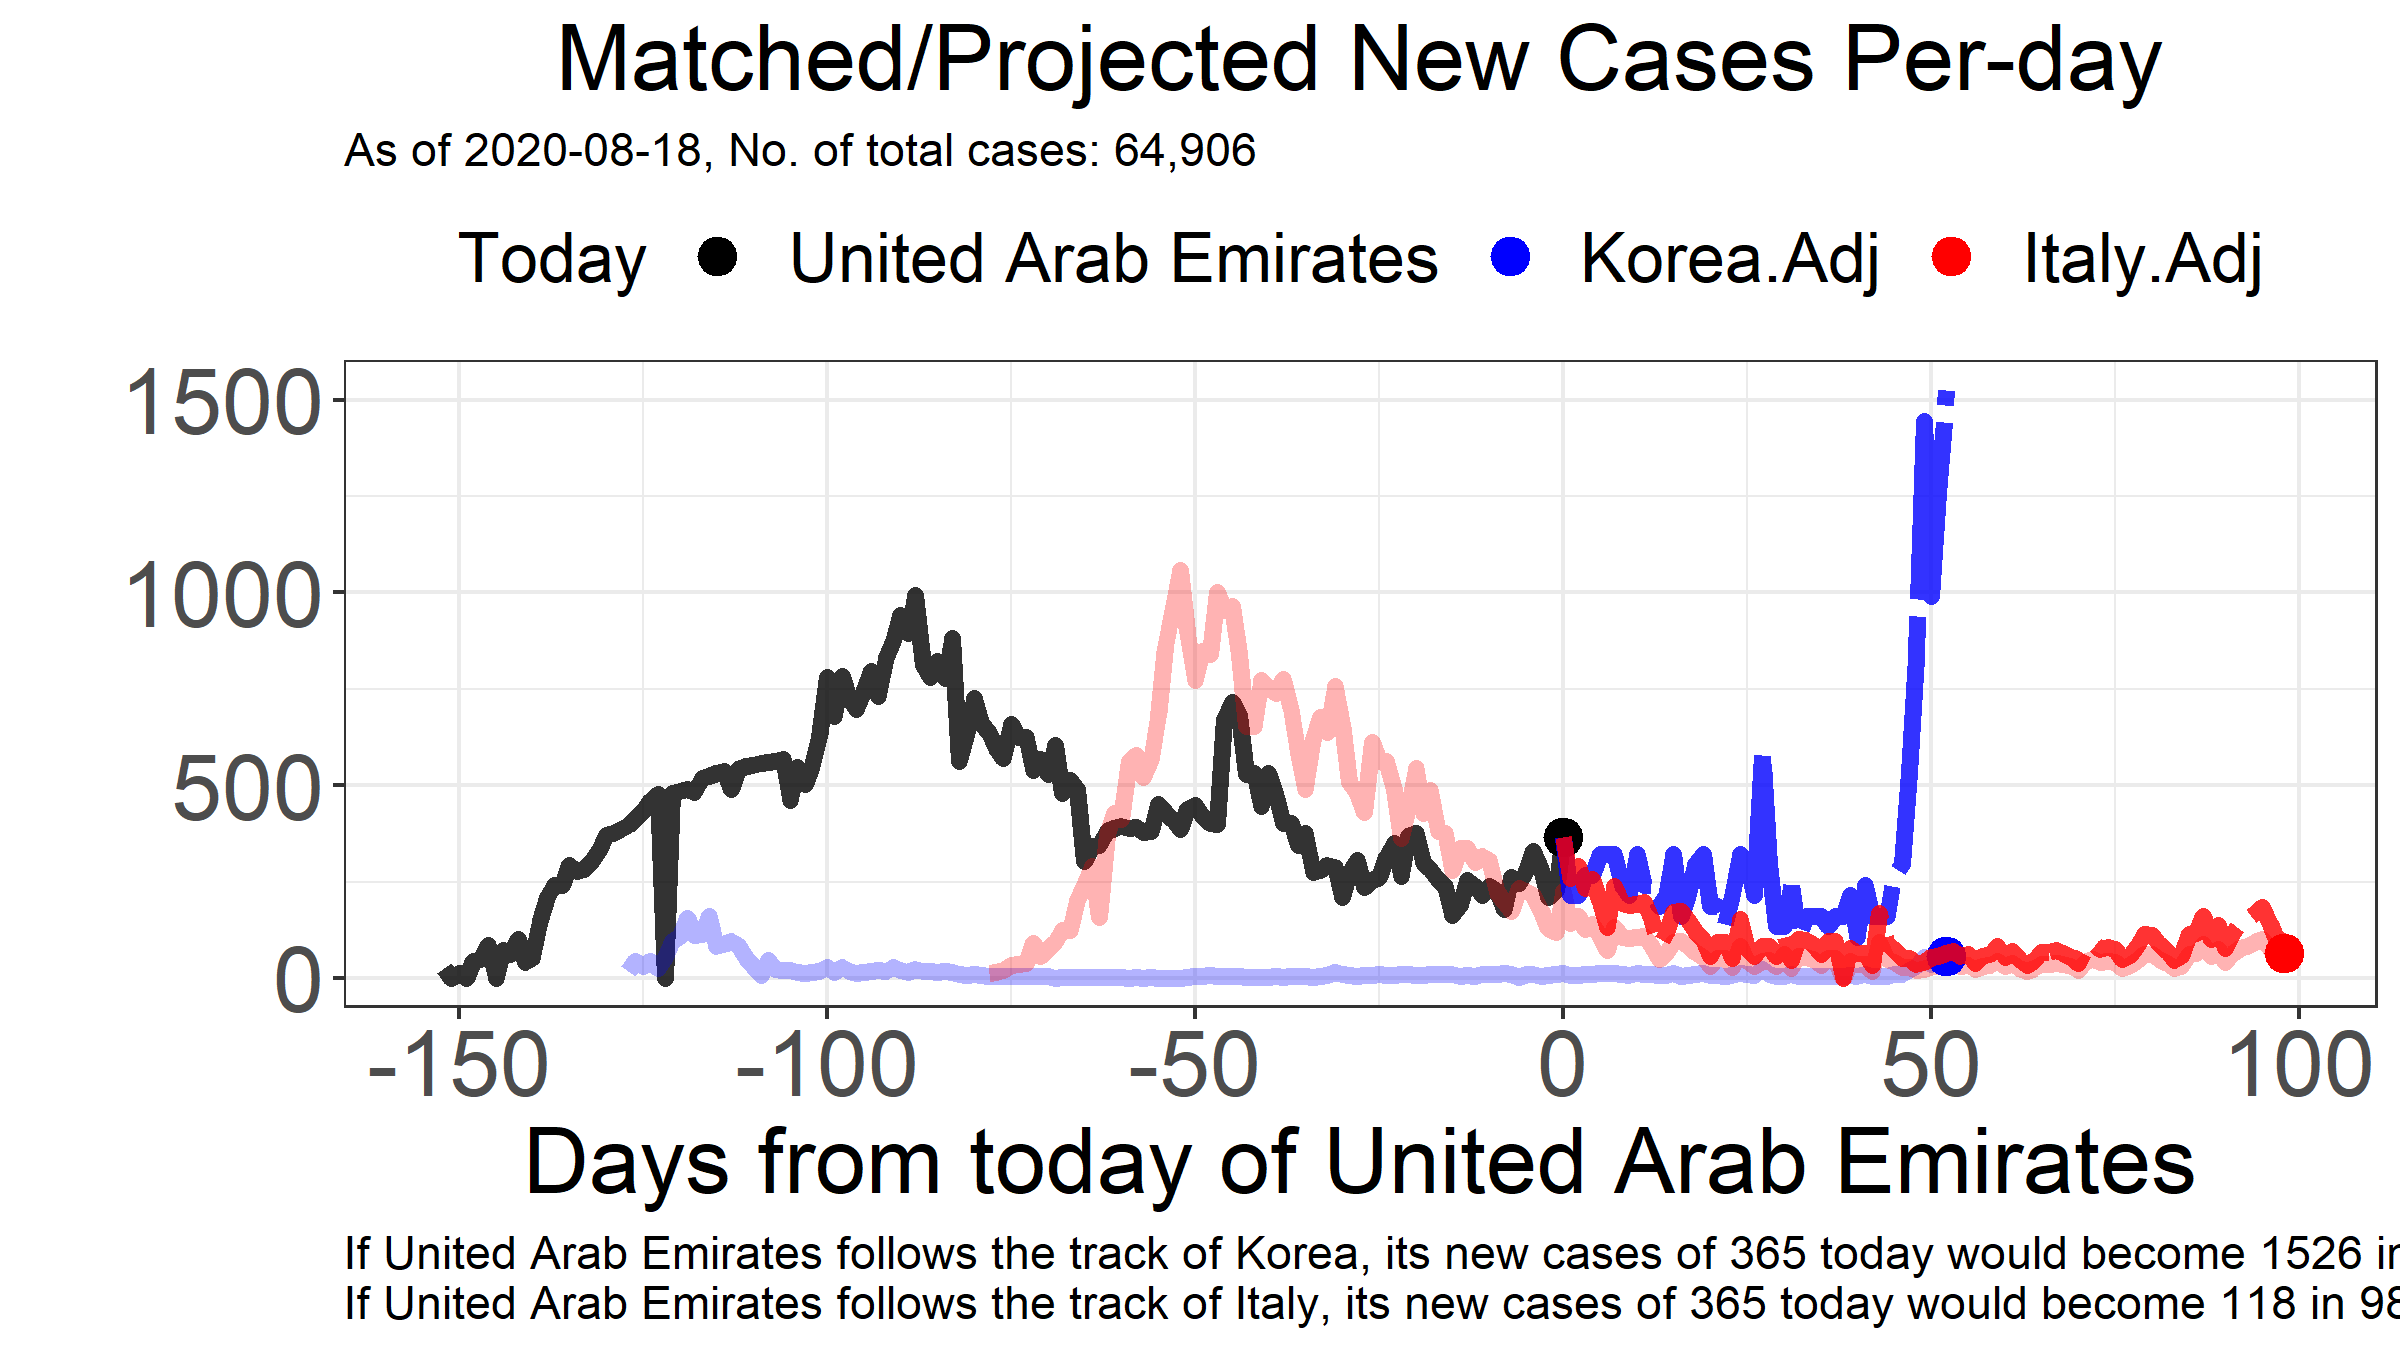 Matched/Projected New Cases Per-day
As of 2020-08-18, No. of total cases: 64,906
Today United Arab Emirates Korea.Adj Italy.Adj
1500
1000
500
0
-150 -100 -50 0 50 100
Days from today of United Arab Emirates
If United Arab Emirates follows the track of Korea, its new cases of 365 today would become 1526
If United Arab Emirates follows the track of Italy, its new cases of 365 today would become 118 in 98